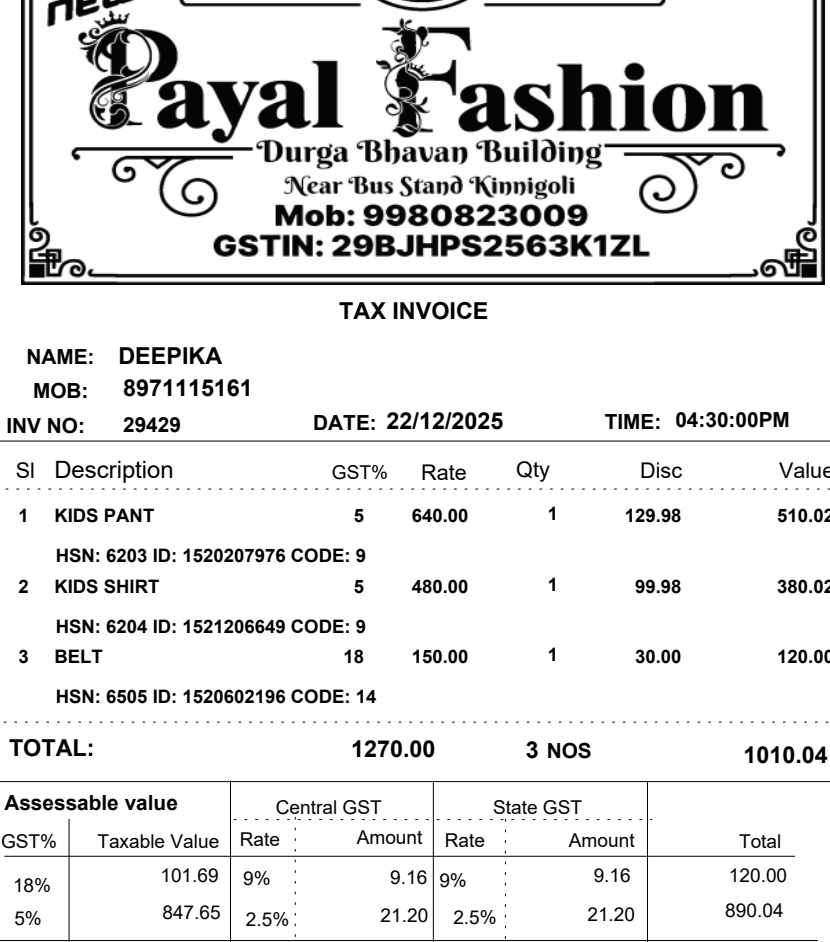 new
Payal Fashion
Durga Bhavan Building
Near Bus Stand Kinnigoli
Mob: 9980823009
GSTIN: 29BJHPS2563K1ZL
TAX INVOICE
NAME: DEEPIKA
MOB: 8971115161
INV NO: 29429 DATE: 22/12/2025 TIME: 04:30:00PM
Sl Description GST% Rate Qty Disc Value
1 KIDS PANT 5 640.00 1 129.98 510.02
HSN: 6203 ID: 1520207976 CODE: 9
2 KIDS SHIRT 5 480.00 1 99.98 380.02
HSN: 6204 ID: 1521206649 CODE: 9
3 BELT 18 150.00 1 30.00 120.00
HSN: 6505 ID: 1520602196 CODE: 14
TOTAL: 1270.00 3 NOS 1010.04
Assessable value Central GST State GST
GST% Taxable Value Rate Amount Rate Amount Total
18% 101.69 9% 9.16 9% 9.16 120.00
5% 847.65 2.5% 21.20 2.5% 21.20 890.04